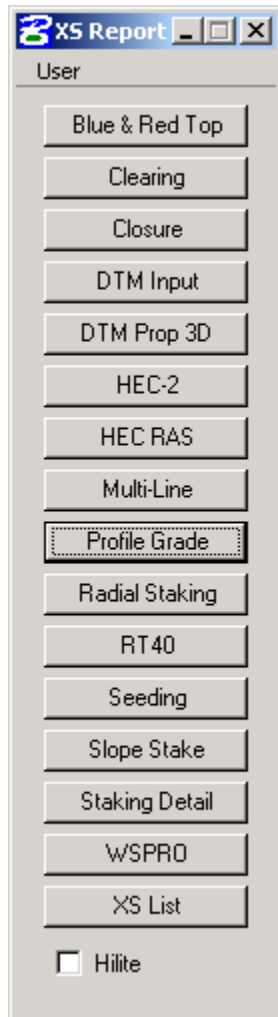 XS Report
User
Blue & Red Top
Clearing
Closure
DTM Input
DTM Prop 3D
HEC-2
HEC RAS
Multi-Line
Profile Grade
Radial Staking
RT40
Seeding
Slope Stake
Staking Detail
WSPRO
XS List
Hilite